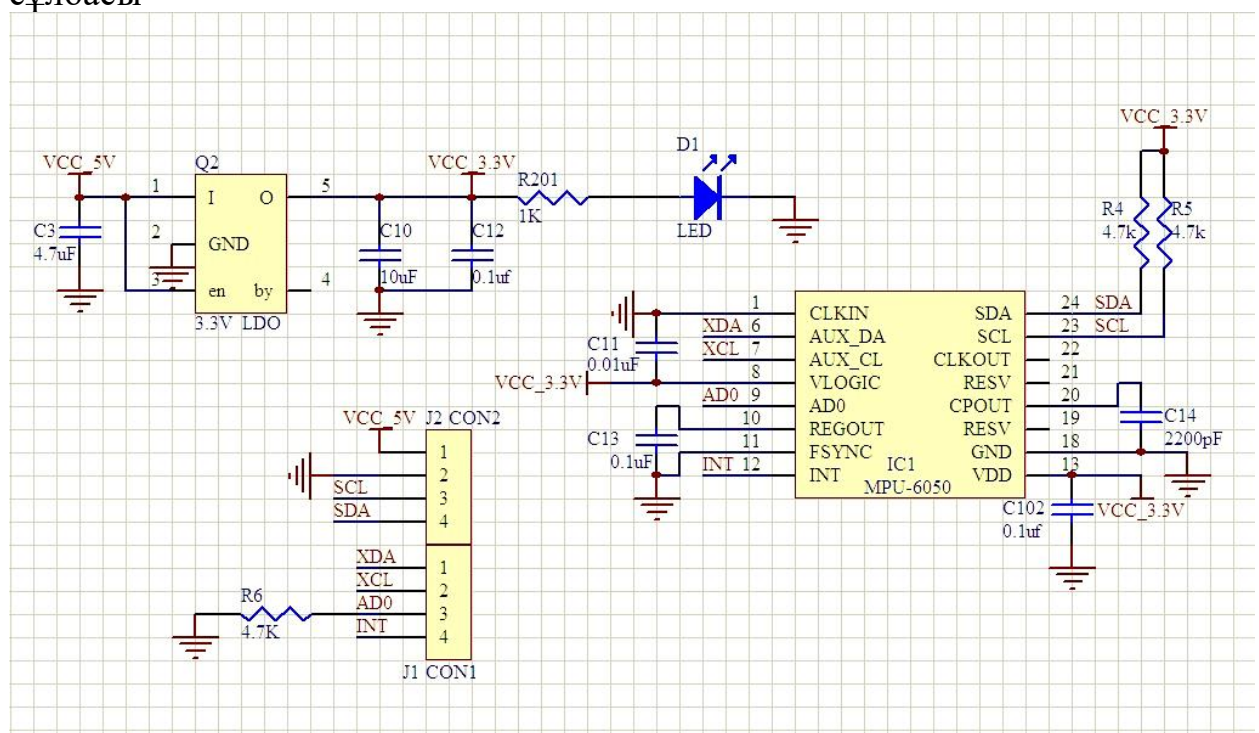 сұлбасы
VCC_5V
Q2
VCC_3.3V
D1
VCC_3.3V
1
I
O
5
R201
1K
C3
4.7uF
2
GND
C10
10uF
C12
0.1uf
LED
R4
4.7k
R5
4.7k
3
en
by
4
3.3V LDO
1
CLKIN
SDA
24
SDA
XDA
6
AUX_DA
SCL
23
SCL
C11
0.01uF
XCL
7
AUX_CL
CLKOUT
22
VCC_3.3V
8
VLOGIC
RESV
21
AD0
9
AD0
CPOUT
20
10
REGOUT
RESV
19
C14
2200pF
C13
0.1uF
11
FSYNC
GND
18
INT
12
INT
IC1
VDD
13
MPU-6050
C102
0.1uf
VCC_3.3V
VCC_5V
J2 CON2
1
2
SCL
3
SDA
4
XDA
1
XCL
2
R6
4.7K
AD0
3
INT
4
J1 CON1